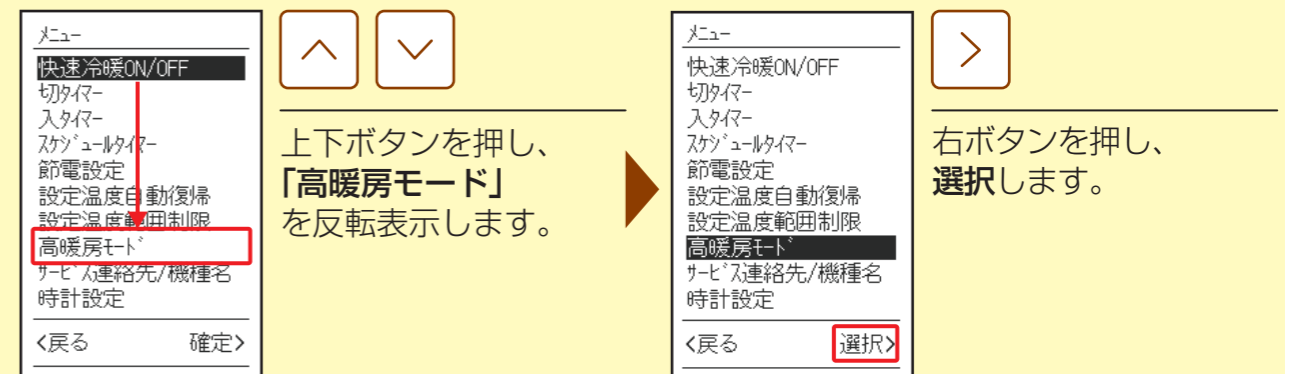 メニュー
快速冷暖ON/OFF
切タイマー
入タイマー
スケジュールタイマー
節電設定
設定温度自動復帰
設定温度範囲制限
高暖房モード
サービス連絡先/機種名
時計設定
<戻る 確定>
上下ボタンを押し、
「高暖房モード」
を反転表示します。
メニュー
快速冷暖ON/OFF
切タイマー
入タイマー
スケジュールタイマー
節電設定
設定温度自動復帰
設定温度範囲制限
高暖房モード
サービス連絡先/機種名
時計設定
<戻る 選択>
右ボタンを押し、
選択します。